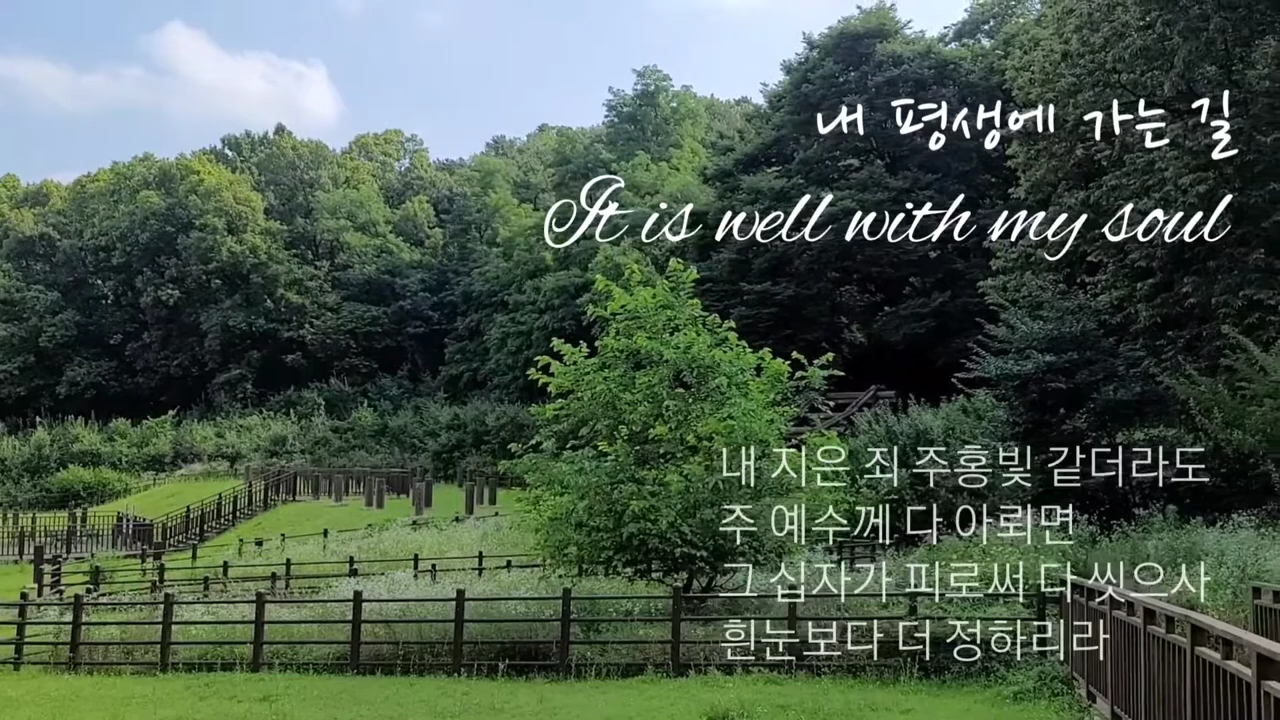 내 평생에 가는 길
It is well with my soul
내 지은 죄 주홍빛 같더라도
주 예수께 다 아뢰면
그 십자가 피로써 다 씻으사
흰눈보다 더 정하리라